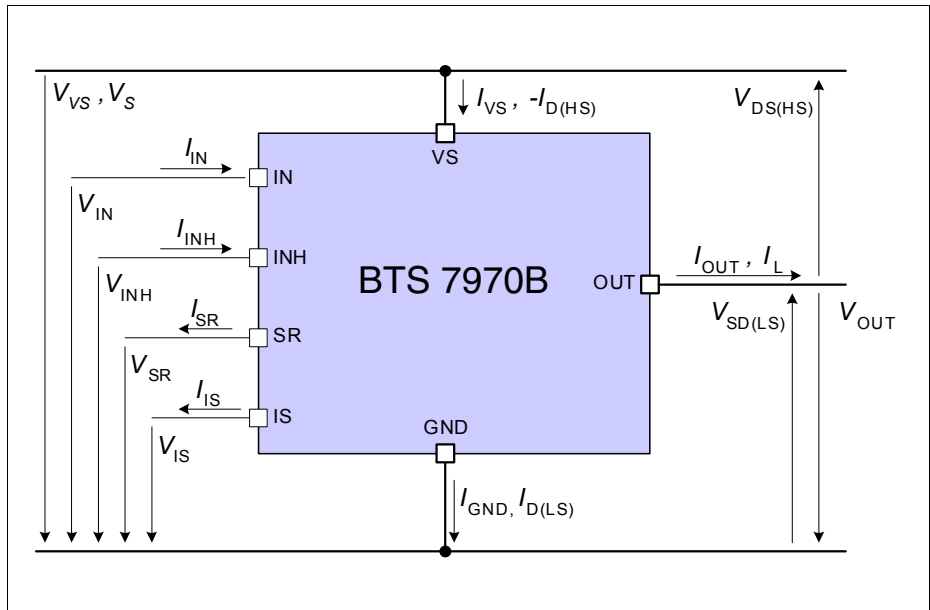 V_VS , V_S
I_VS , -I_D(HS)
V_DS(HS)
VS
I_IN
IN
V_IN
I_INH
INH
BTS 7970B
I_OUT , I_L
OUT
V_INH
V_SD(LS)
V_OUT
I_SR
SR
V_SR
I_IS
IS
V_IS
GND
I_GND, I_D(LS)